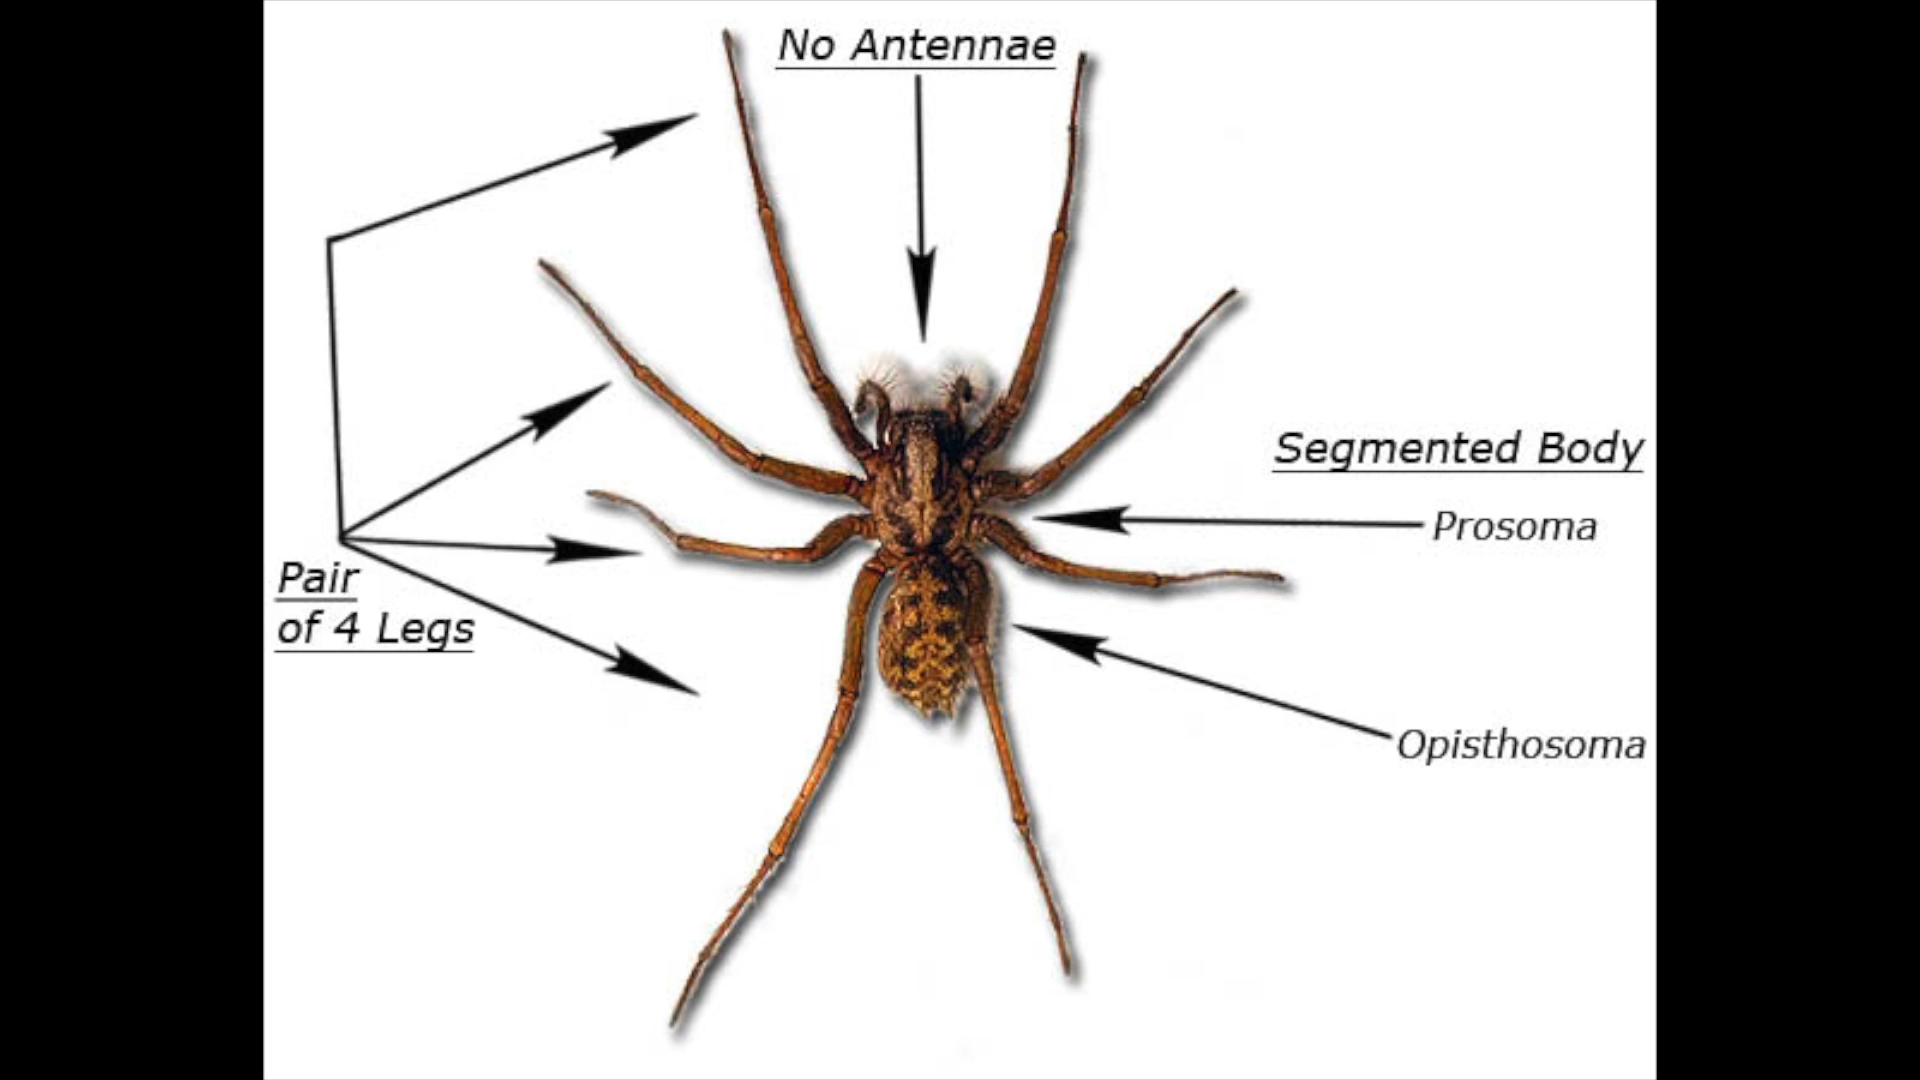 No Antennae
Segmented Body
Prosoma
Pair
of 4 Legs
Opisthosoma